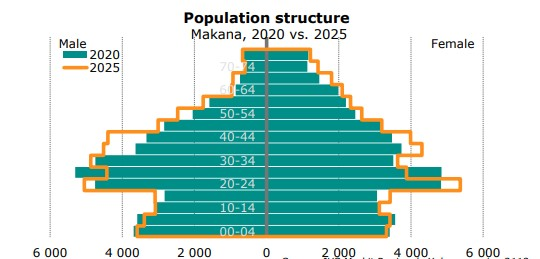 Population structure
Makana, 2020 vs. 2025
Male
Female
2020
2025
70-74
60-64
50-54
40-44
30-34
20-24
10-14
00-04
6 000 4 000 2 000 0 2 000 4 000 6 000